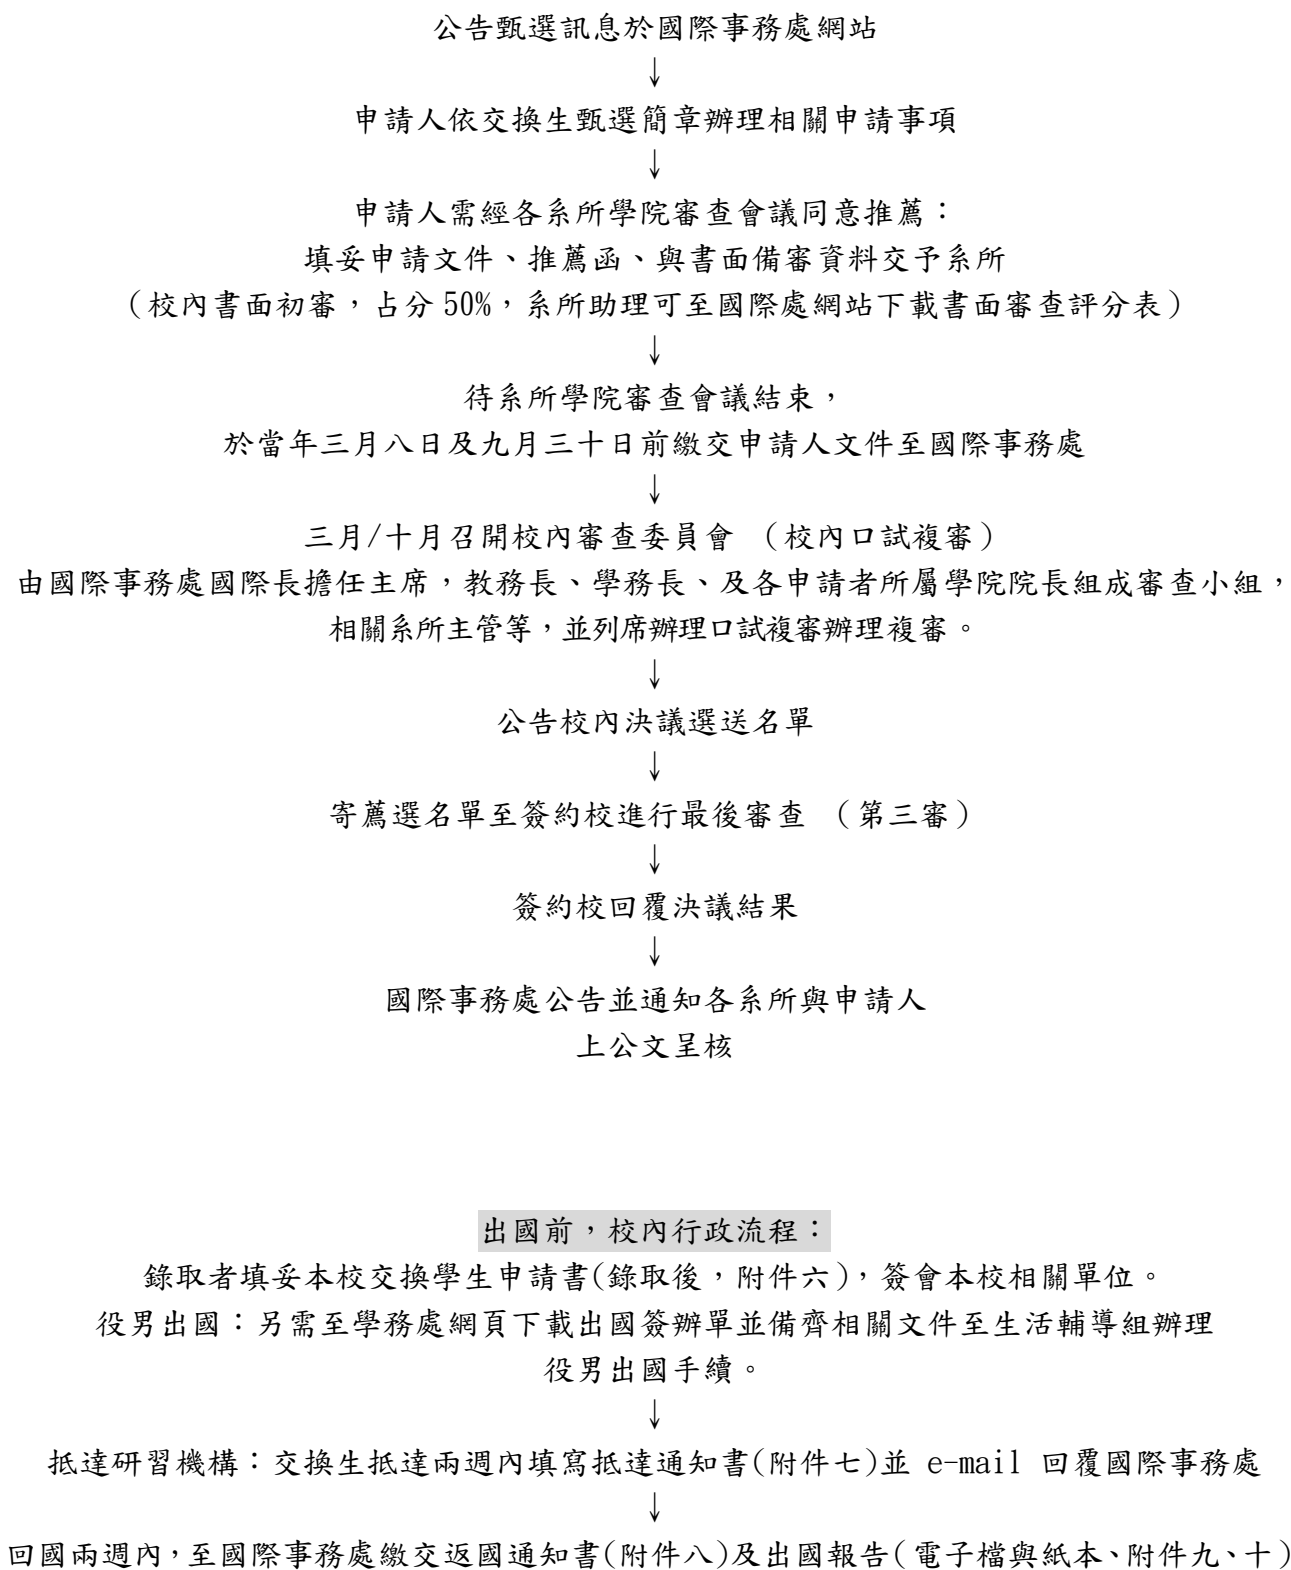 公告甄選訊息於國際事務處網站
↓
申請人依交換生甄選簡章辦理相關申請事項
↓
申請人需經各系所學院審查會議同意推薦：
填妥申請文件、推薦函、與書面備審資料交予系所
（校內書面初審，占分 50%，系所助理可至國際處網站下載書面審查評分表）
↓
待系所學院審查會議結束，
於當年三月八日及九月三十日前繳交申請人文件至國際事務處
↓
三月/十月召開校內審查委員會 （校內口試複審）
由國際事務處國際長擔任主席，教務長、學務長、及各申請者所屬學院院長組成審查小組，
相關系所主管等，並列席辦理口試複審辦理複審。
↓
公告校內決議選送名單
↓
寄薦選名單至簽約校進行最後審查 （第三審）
↓
簽約校回覆決議結果
↓
國際事務處公告並通知各系所與申請人
上公文呈核
出國前，校內行政流程：
錄取者填妥本校交換學生申請書(錄取後，附件六)，簽會本校相關單位。
役男出國：另需至學務處網頁下載出國簽辦單並備齊相關文件至生活輔導組辦理
役男出國手續。
↓
抵達研習機構：交換生抵達兩週內填寫抵達通知書(附件七)並 e-mail 回覆國際事務處
↓
回國兩週內，至國際事務處繳交返國通知書(附件八)及出國報告(電子檔與紙本、附件九、十)